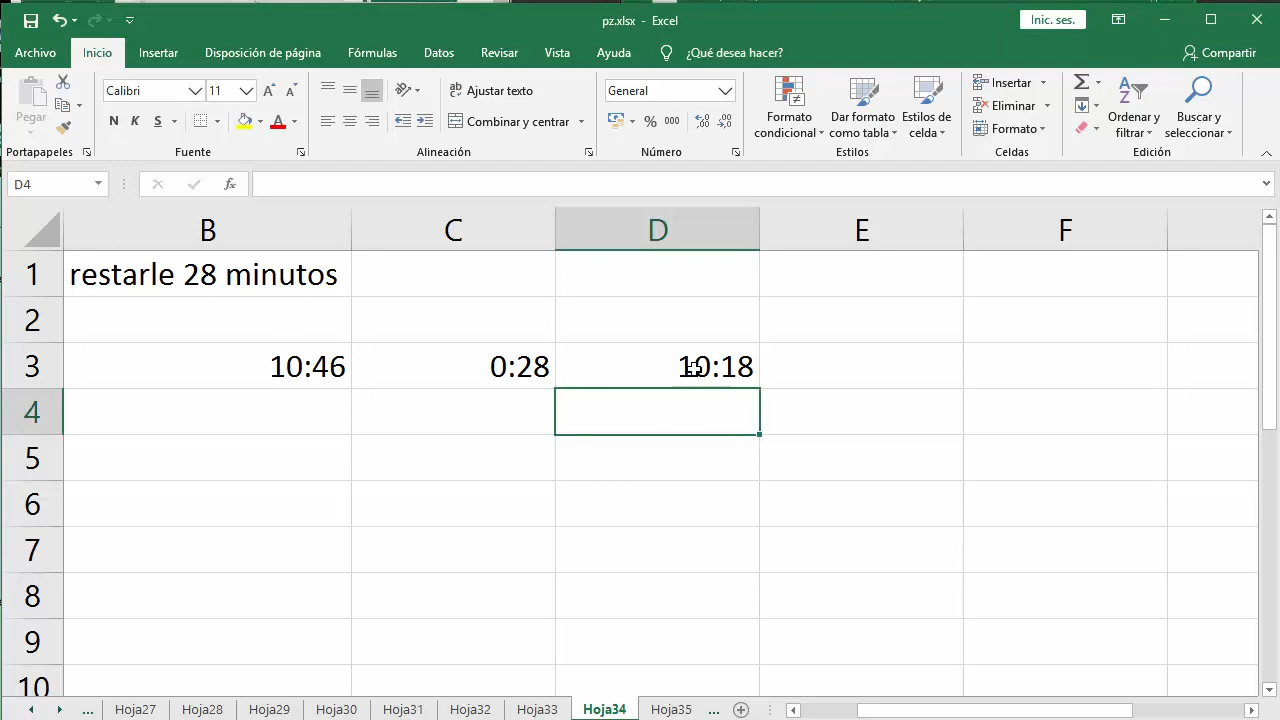 pz.xlsx - Excel
Inic. ses.
Archivo Inicio Insertar Disposición de página Fórmulas Datos Revisar Vista Ayuda ¿Qué desea hacer? Compartir
Pegar
Calibri 11
N K S
Ajustar texto
Combinar y centrar
General
% 000
Formato condicional
Dar formato como tabla
Estilos de celda
Insertar
Eliminar
Formato
Ordenar y filtrar
Buscar y seleccionar
Portapapeles Fuente Alineación Número Estilos Celdas Edición
D4 fx
B C D E F
1 restarle 28 minutos
2
3 10:46 0:28 10:18
4
5
6
7
8
9
10
... Hoja27 Hoja28 Hoja29 Hoja30 Hoja31 Hoja32 Hoja33 Hoja34 Hoja35 ...